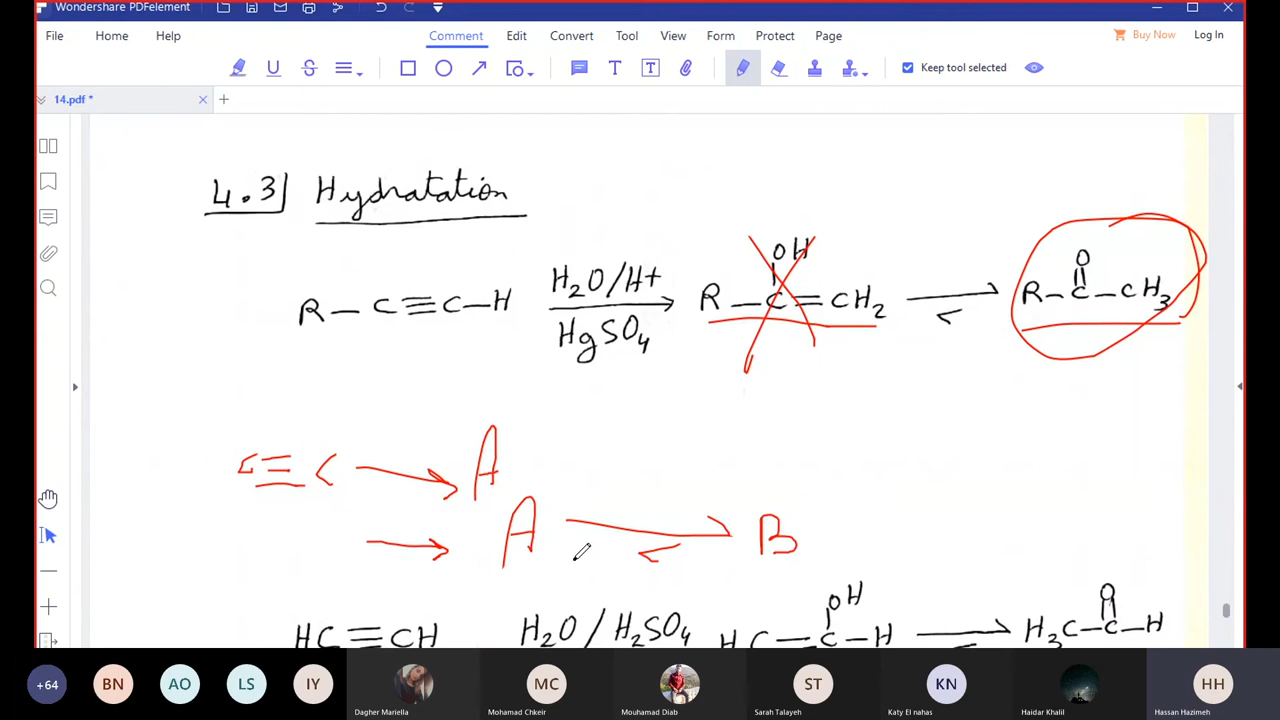 Wondershare PDFelement
File Home Help Comment Edit Convert Tool View Form Protect Page Buy Now Log In
Keep tool selected
14.pdf *
4.3) Hydratation
R — C ≡ C — H H2O/H+ HgSO4 R — C(OH) = CH2 ⇌ R — C(=O) — CH3
C ≡ C → A
→ A ⇌ B
HC ≡ CH H2O / H2SO4 HC — C(OH) — H ⇌ H3C — C(=O) — H
+64 BN AO LS IY MC ST KN HH
Dagher Mariella Mohamad Chkeir Mouhamad Diab Sarah Talayeh Katy El nahas Haidar Khalil Hassan Hazimeh